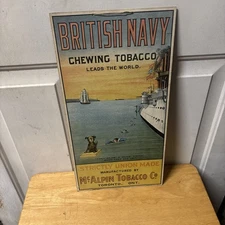 BRITISH NAVY
CHEWING TOBACCO
LEADS THE WORLD.
STRICTLY UNION MADE
MANUFACTURED BY
McALPIN TOBACCO Co
TORONTO, ONT.